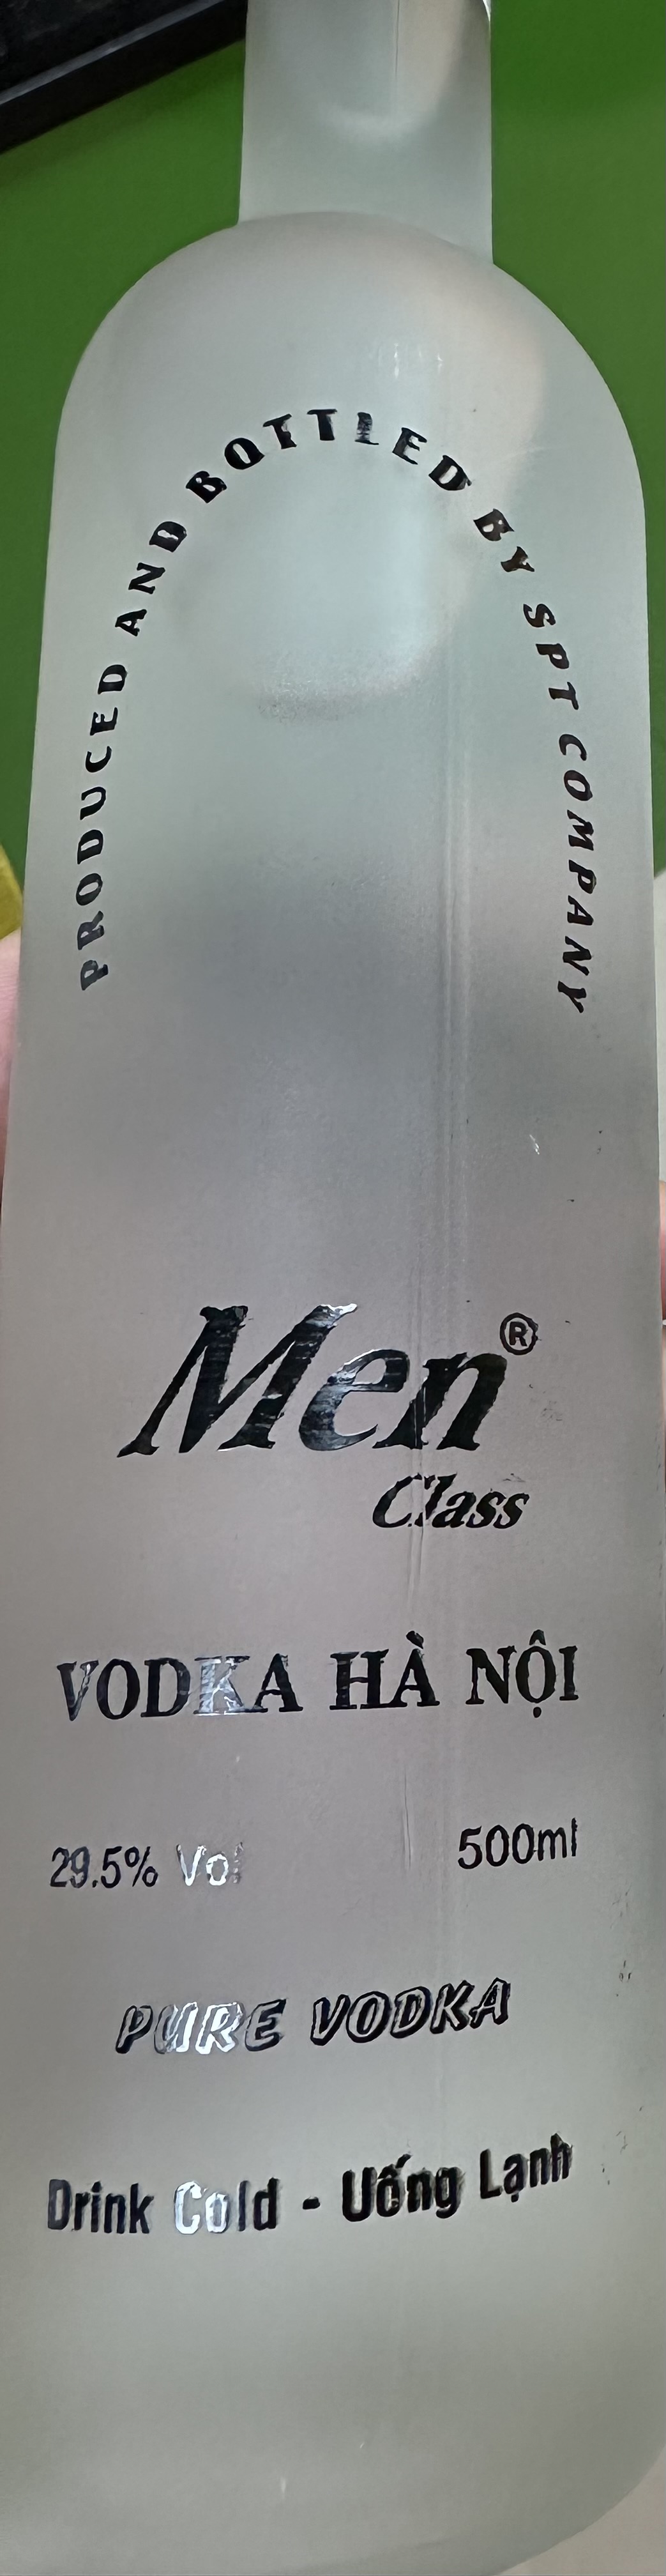 PRODUCED AND BOTTLED BY SPT COMPANY
Men®
Class
VODKA HÀ NỘI
29.5% Vol 500ml
PURE VODKA
Drink Cold - Uống Lạnh